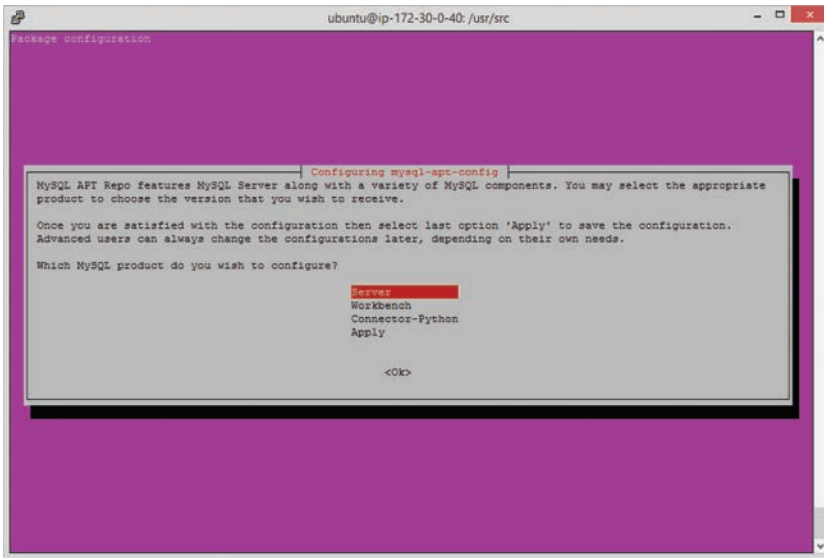 ubuntu@ip-172-30-0-40: /usr/src
Package configuration
Configuring mysql-apt-config
MySQL APT Repo features MySQL Server along with a variety of MySQL components. You may select the appropriate
product to choose the version that you wish to receive.
Once you are satisfied with the configuration then select last option 'Apply' to save the configuration.
Advanced users can always change the configurations later, depending on their own needs.
Which MySQL product do you wish to configure?
Server
Workbench
Connector-Python
Apply
<Ok>